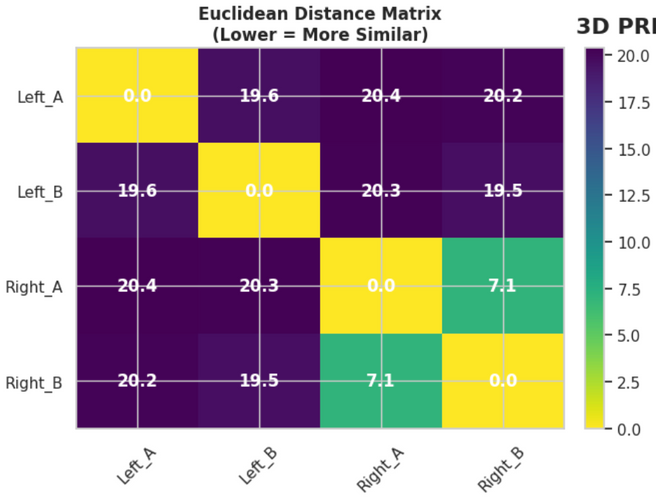 Euclidean Distance Matrix
(Lower = More Similar)
3D PRI
Left_A 0.0 19.6 20.4 20.2
Left_B 19.6 0.0 20.3 19.5
Right_A 20.4 20.3 0.0 7.1
Right_B 20.2 19.5 7.1 0.0
Left_A Left_B Right_A Right_B
20.0
17.5
15.0
12.5
10.0
7.5
5.0
2.5
0.0